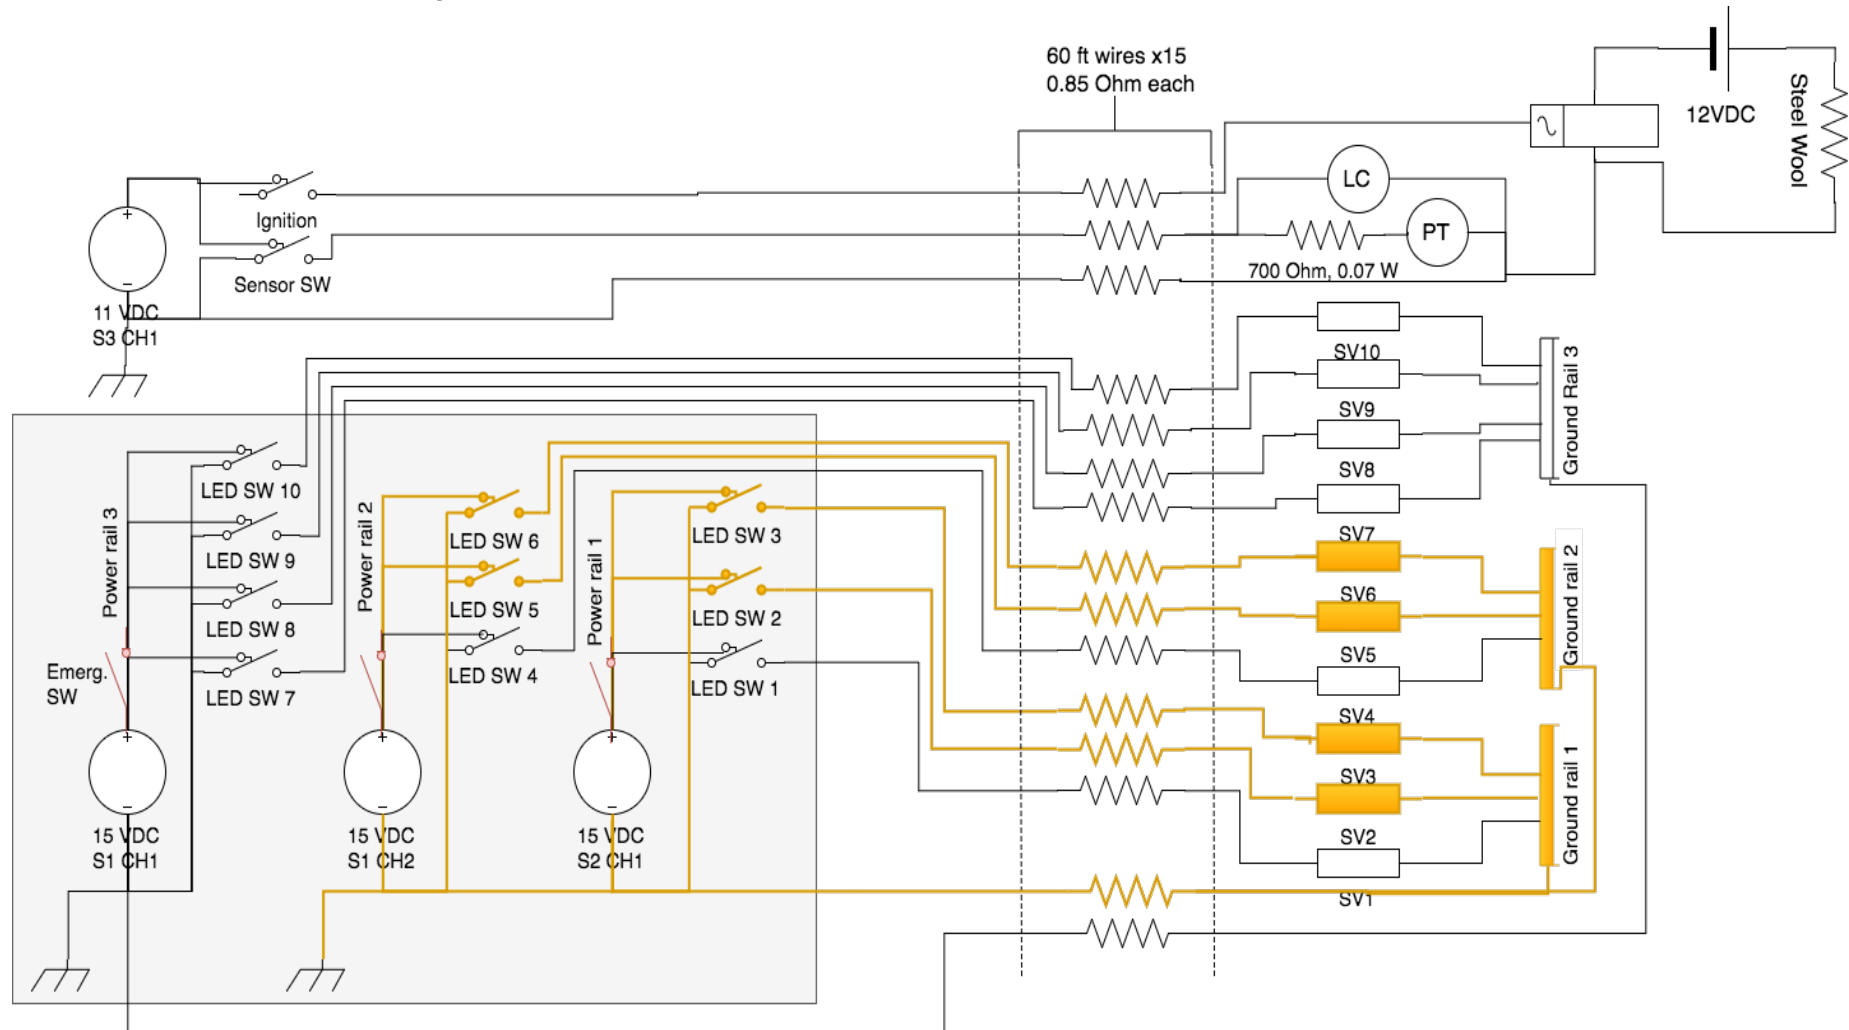 60 ft wires x15
0.85 Ohm each
12VDC
Steel Wool
LC
Ignition
PT
Sensor SW
700 Ohm, 0.07 W
+
−
11 VDC
S3 CH1
SV10
Ground Rail 3
SV9
SV8
LED SW 10
Power rail 3
LED SW 9
LED SW 8
LED SW 7
Emerg.
SW
Power rail 2
LED SW 6
LED SW 5
LED SW 4
Power rail 1
LED SW 3
LED SW 2
LED SW 1
SV7
Ground rail 2
SV6
SV5
SV4
SV3
Ground rail 1
SV2
SV1
+
−
15 VDC
S1 CH1
+
−
15 VDC
S1 CH2
+
−
15 VDC
S2 CH1